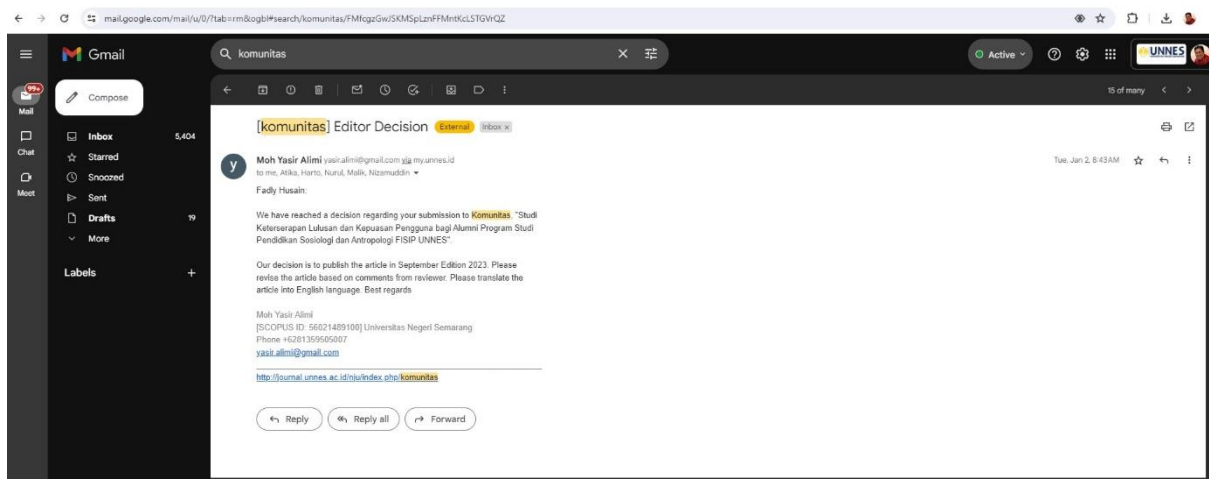 mail.google.com/mail/u/0/?tab=rm&ogbl#search/komunitas/FMfcgzGwJSKMSpLznFFMntKcLSTGVrQZ
Gmail
komunitas
Active
UNNES
99+
Mail
Compose
15 of many
Chat
Meet
Inbox 5,404
Starred
Snoozed
Sent
Drafts 19
More
Labels +
[komunitas] Editor Decision External Inbox x
y
Moh Yasir Alimi yasir.alimi@gmail.com via my.unnes.id
Tue, Jan 2, 8:43 AM
to me, Atika, Harto, Nurul, Malik, Nizamuddin
Fadly Husain:
We have reached a decision regarding your submission to Komunitas, "Studi
Keterserapan Lulusan dan Kepuasan Pengguna bagi Alumni Program Studi
Pendidikan Sosiologi dan Antropologi FISIP UNNES".
Our decision is to publish the article in September Edition 2023. Please
revise the article based on comments from reviewer. Please translate the
article into English language. Best regards
Moh Yasir Alimi
[SCOPUS ID: 56021489100] Universitas Negeri Semarang
Phone +6281359505007
yasir.alimi@gmail.com
http://journal.unnes.ac.id/nju/index.php/komunitas
Reply
Reply all
Forward